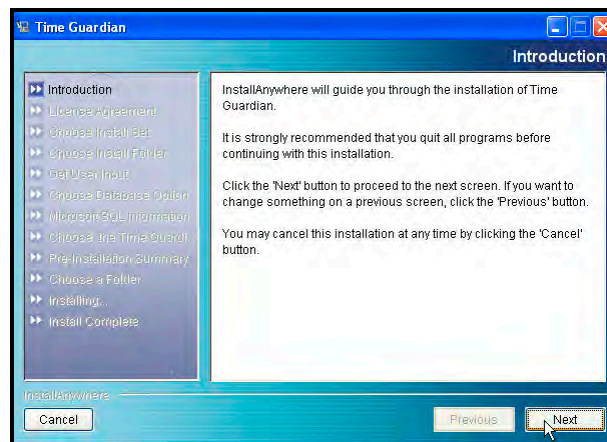 Time Guardian
Introduction
Introduction
License Agreement
Choose Install Set
Choose Install Folder
Get User Input
Choose Database Option
Microsoft SQL Information
Choose the Time Guardi
Pre-Installation Summary
Choose a Folder
Installing...
Install Complete
InstallAnywhere will guide you through the installation of Time
Guardian.
It is strongly recommended that you quit all programs before
continuing with this installation.
Click the 'Next' button to proceed to the next screen. If you want to
change something on a previous screen, click the 'Previous' button.
You may cancel this installation at any time by clicking the 'Cancel'
button.
InstallAnywhere
Cancel
Previous
Next